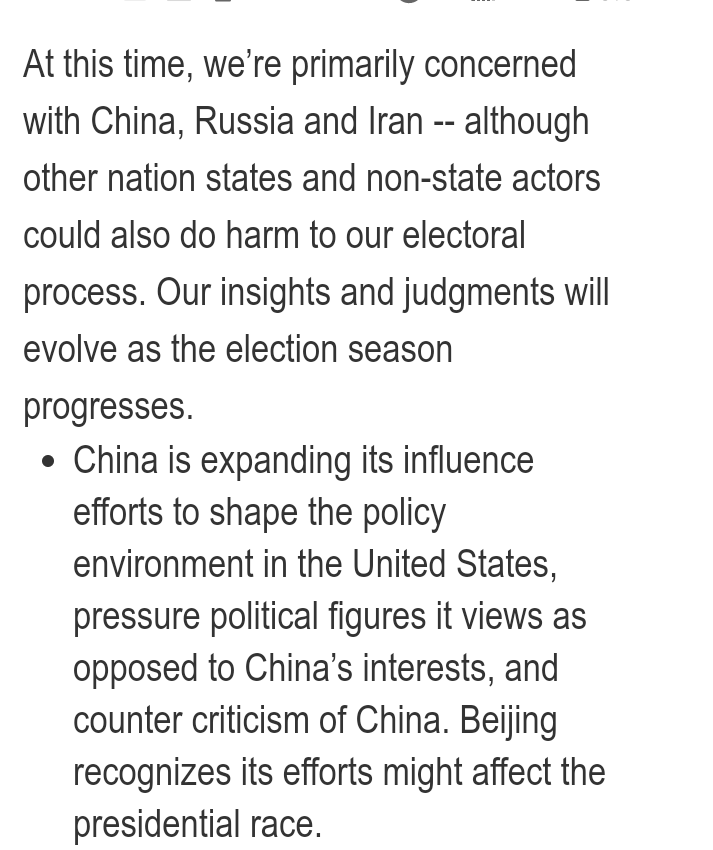 At this time, we’re primarily concerned
with China, Russia and Iran -- although
other nation states and non-state actors
could also do harm to our electoral
process. Our insights and judgments will
evolve as the election season
progresses.
• China is expanding its influence
efforts to shape the policy
environment in the United States,
pressure political figures it views as
opposed to China’s interests, and
counter criticism of China. Beijing
recognizes its efforts might affect the
presidential race.